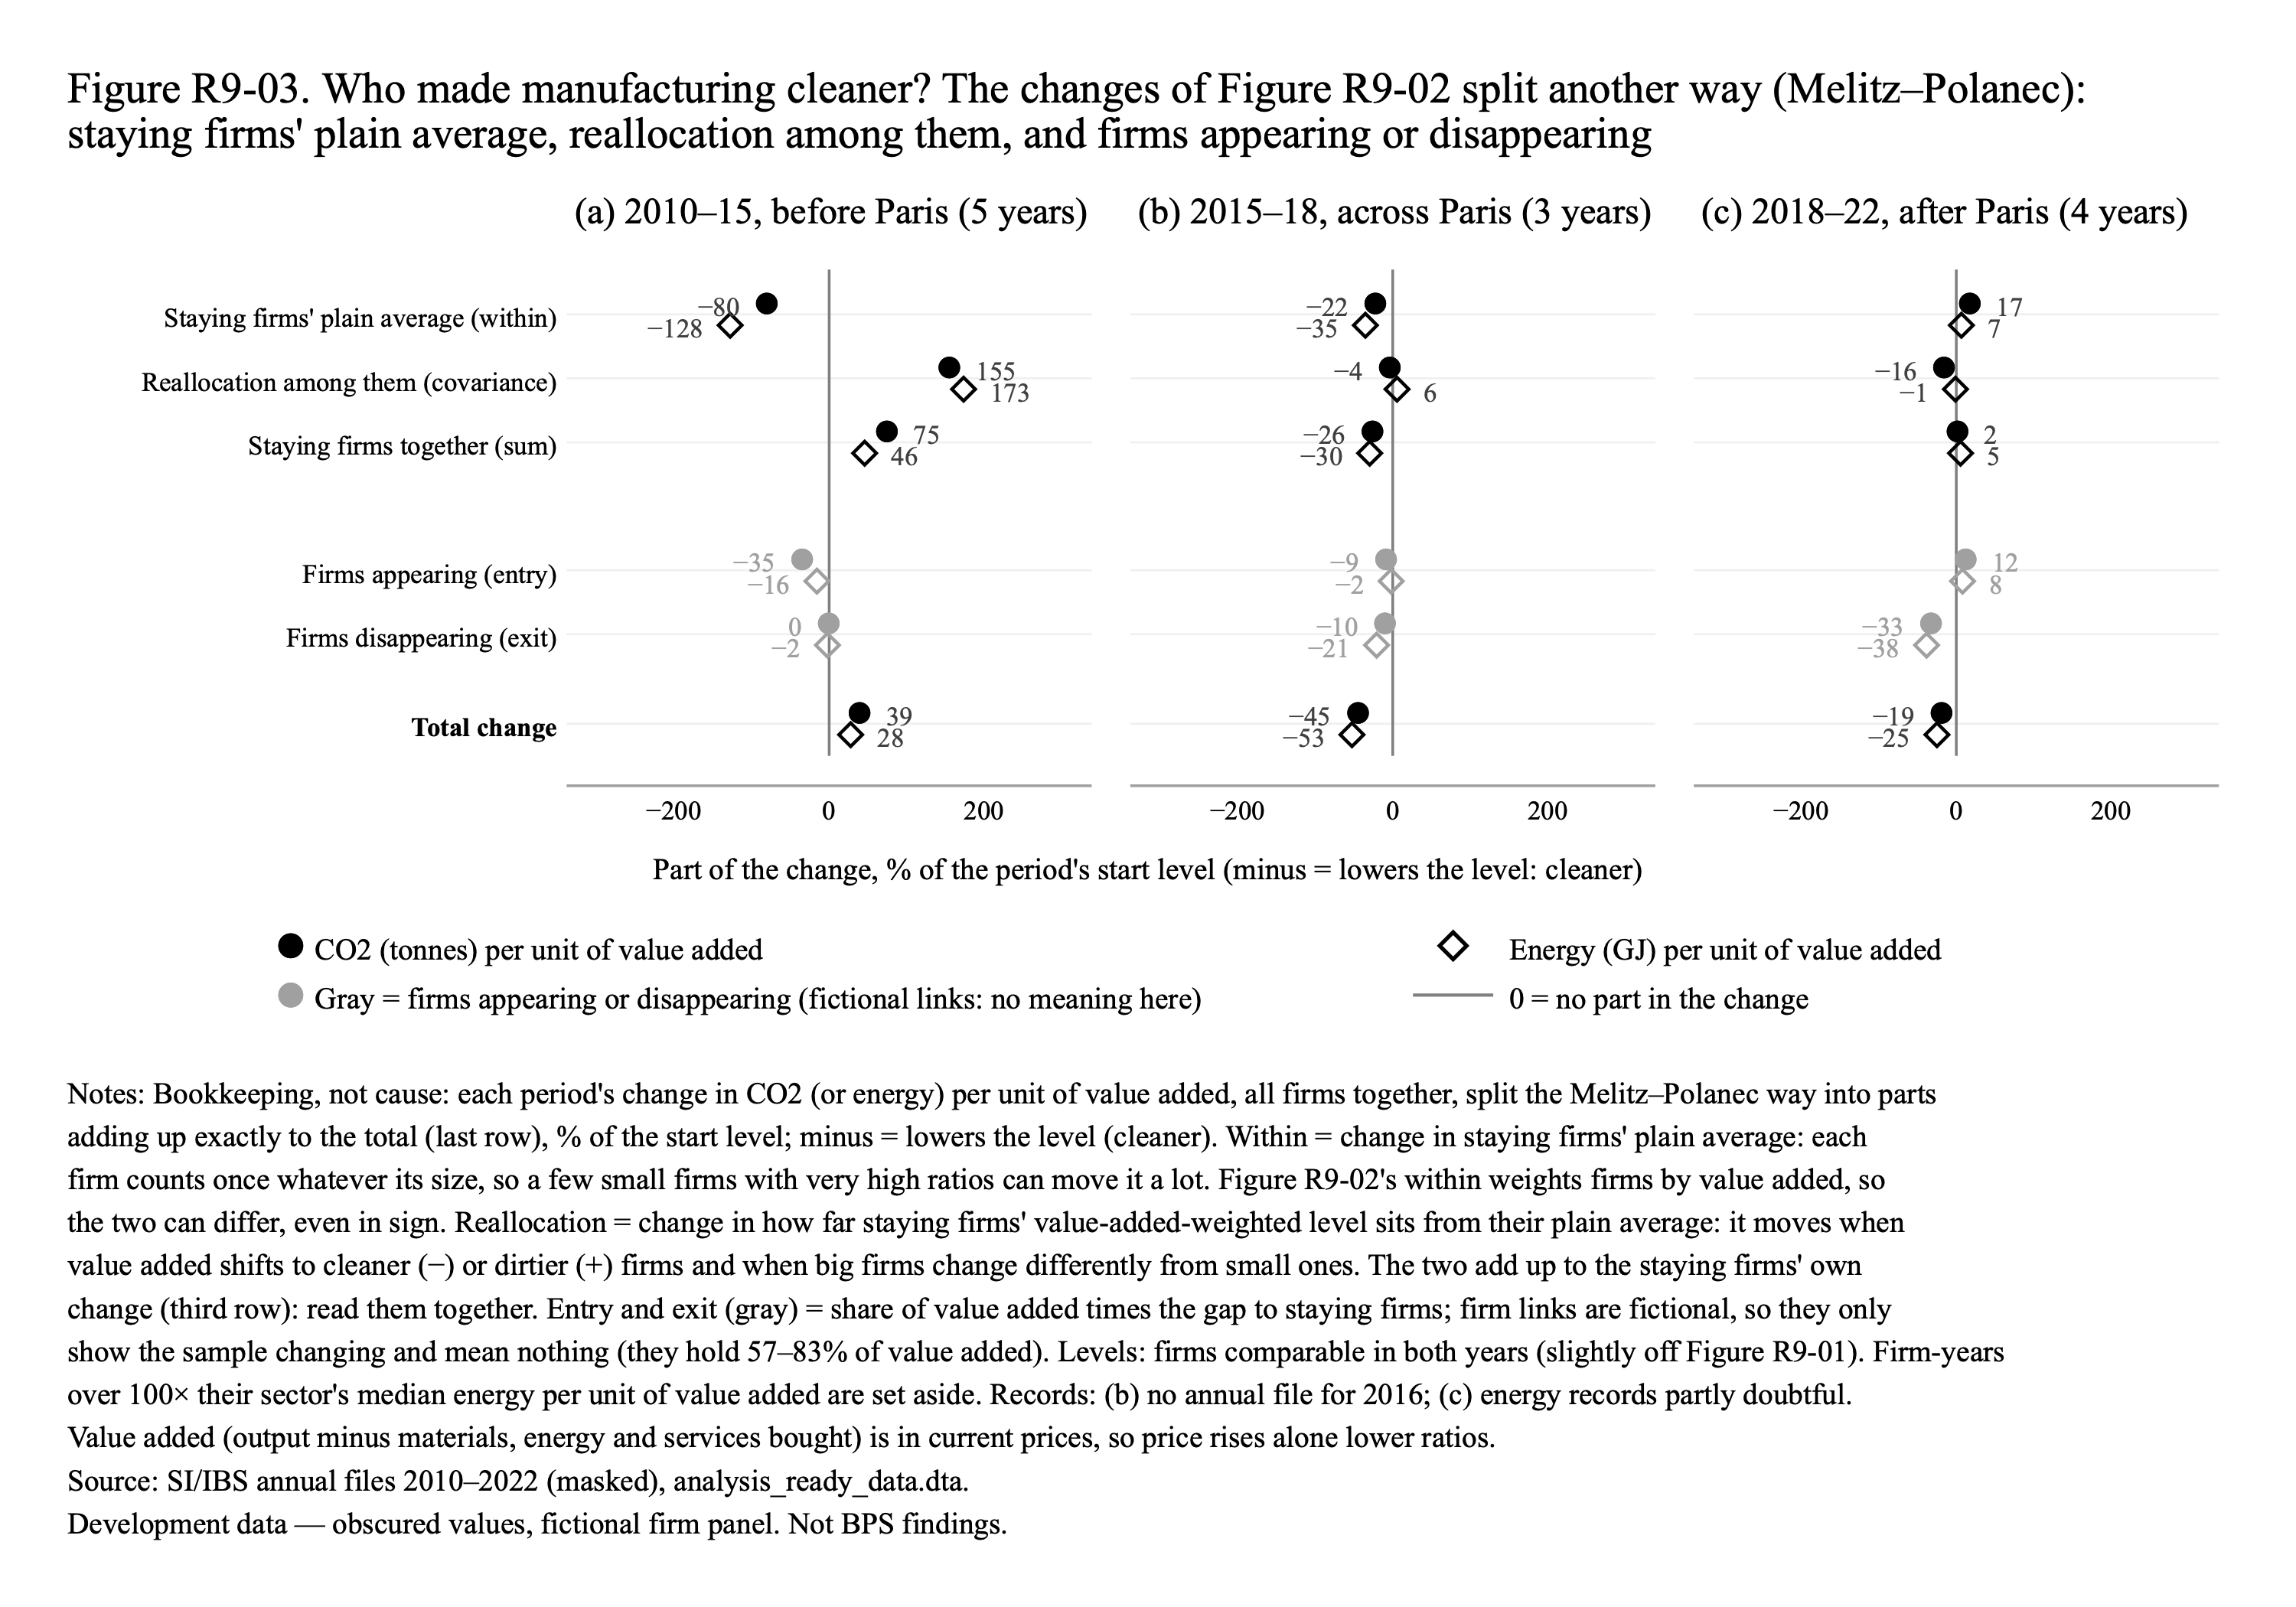 Figure R9-03. Who made manufacturing cleaner? The changes of Figure R9-02 split another way (Melitz–Polanec):
staying firms' plain average, reallocation among them, and firms appearing or disappearing
(a) 2010–15, before Paris (5 years)
(b) 2015–18, across Paris (3 years)
(c) 2018–22, after Paris (4 years)
Staying firms' plain average (within)
−80
−128
−22
−35
17
7
Reallocation among them (covariance)
155
173
−4
6
−16
−1
Staying firms together (sum)
75
46
−26
−30
2
5
Firms appearing (entry)
−35
−16
−9
−2
12
8
Firms disappearing (exit)
0
−2
−10
−21
−33
−38
Total change
39
28
−45
−53
−19
−25
−200 0 200
−200 0 200
−200 0 200
Part of the change, % of the period's start level (minus = lowers the level: cleaner)
CO2 (tonnes) per unit of value added
Energy (GJ) per unit of value added
Gray = firms appearing or disappearing (fictional links: no meaning here)
0 = no part in the change
Notes: Bookkeeping, not cause: each period's change in CO2 (or energy) per unit of value added, all firms together, split the Melitz–Polanec way into parts
adding up exactly to the total (last row), % of the start level; minus = lowers the level (cleaner). Within = change in staying firms' plain average: each
firm counts once whatever its size, so a few small firms with very high ratios can move it a lot. Figure R9-02's within weights firms by value added, so
the two can differ, even in sign. Reallocation = change in how far staying firms' value-added-weighted level sits from their plain average: it moves when
value added shifts to cleaner (−) or dirtier (+) firms and when big firms change differently from small ones. The two add up to the staying firms' own
change (third row): read them together. Entry and exit (gray) = share of value added times the gap to staying firms; firm links are fictional, so they only
show the sample changing and mean nothing (they hold 57–83% of value added). Levels: firms comparable in both years (slightly off Figure R9-01). Firm-years
over 100× their sector's median energy per unit of value added are set aside. Records: (b) no annual file for 2016; (c) energy records partly doubtful.
Value added (output minus materials, energy and services bought) is in current prices, so price rises alone lower ratios.
Source: SI/IBS annual files 2010–2022 (masked), analysis_ready_data.dta.
Development data — obscured values, fictional firm panel. Not BPS findings.